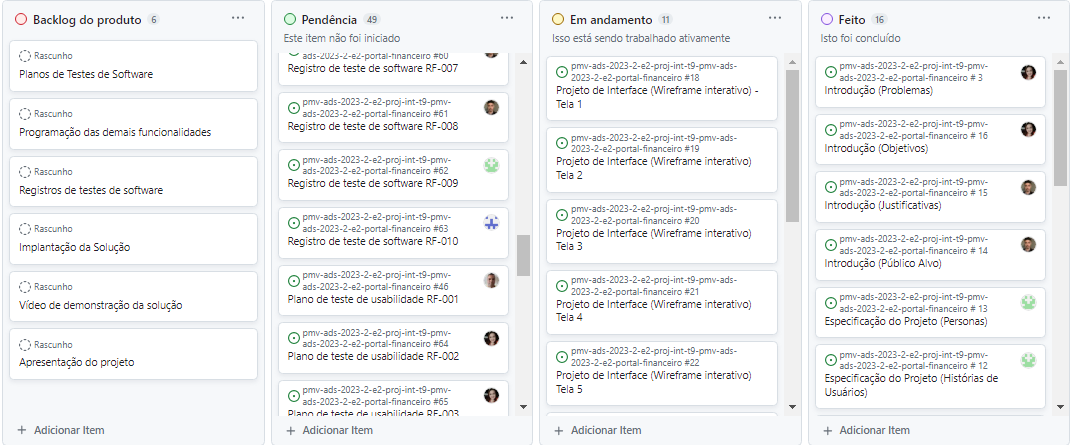 Backlog do produto 6 ...
Rascunho
Planos de Testes de Software
Rascunho
Programação das demais funcionalidades
Rascunho
Registros de testes de software
Rascunho
Implantação da Solução
Rascunho
Vídeo de demonstração da solução
Rascunho
Apresentação do projeto
+ Adicionar Item
Pendência 49 ...
Este item não foi iniciado
pmv-ads-2023-2-e2-proj-int-t9-pmv-
ads-2023-2-e2-portal-financeiro #60
Registro de teste de software RF-007
pmv-ads-2023-2-e2-proj-int-t9-pmv-
ads-2023-2-e2-portal-financeiro #61
Registro de teste de software RF-008
pmv-ads-2023-2-e2-proj-int-t9-pmv-
ads-2023-2-e2-portal-financeiro #62
Registro de teste de software RF-009
pmv-ads-2023-2-e2-proj-int-t9-pmv-
ads-2023-2-e2-portal-financeiro #63
Registro de teste de software RF-010
pmv-ads-2023-2-e2-proj-int-t9-pmv-
ads-2023-2-e2-portal-financeiro #46
Plano de teste de usabilidade RF-001
pmv-ads-2023-2-e2-proj-int-t9-pmv-
ads-2023-2-e2-portal-financeiro #64
Plano de teste de usabilidade RF-002
pmv-ads-2023-2-e2-proj-int-t9-pmv-
ads-2023-2-e2-portal-financeiro #65
Plano de teste de usabilidade RF-003
+ Adicionar Item
Em andamento 11 ...
Isso está sendo trabalhado ativamente
pmv-ads-2023-2-e2-proj-int-t9-pmv-ads-
2023-2-e2-portal-financeiro #18
Projeto de Interface (Wireframe interativo) -
Tela 1
pmv-ads-2023-2-e2-proj-int-t9-pmv-ads-
2023-2-e2-portal-financeiro #19
Projeto de Interface (Wireframe interativo)
Tela 2
pmv-ads-2023-2-e2-proj-int-t9-pmv-ads-
2023-2-e2-portal-financeiro #20
Projeto de Interface (Wireframe interativo)
Tela 3
pmv-ads-2023-2-e2-proj-int-t9-pmv-ads-
2023-2-e2-portal-financeiro #21
Projeto de Interface (Wireframe interativo)
Tela 4
pmv-ads-2023-2-e2-proj-int-t9-pmv-ads-
2023-2-e2-portal-financeiro #22
Projeto de Interface (Wireframe interativo)
Tela 5
+ Adicionar Item
Feito 16 ...
Isto foi concluído
pmv-ads-2023-2-e2-proj-int-t9-pmv-
ads-2023-2-e2-portal-financeiro # 3
Introdução (Problemas)
pmv-ads-2023-2-e2-proj-int-t9-pmv-
ads-2023-2-e2-portal-financeiro # 16
Introdução (Objetivos)
pmv-ads-2023-2-e2-proj-int-t9-pmv-
ads-2023-2-e2-portal-financeiro # 15
Introdução (Justificativas)
pmv-ads-2023-2-e2-proj-int-t9-pmv-
ads-2023-2-e2-portal-financeiro # 14
Introdução (Público Alvo)
pmv-ads-2023-2-e2-proj-int-t9-pmv-
ads-2023-2-e2-portal-financeiro # 13
Especificação do Projeto (Personas)
pmv-ads-2023-2-e2-proj-int-t9-pmv-
ads-2023-2-e2-portal-financeiro # 12
Especificação do Projeto (Histórias de
Usuários)
+ Adicionar Item